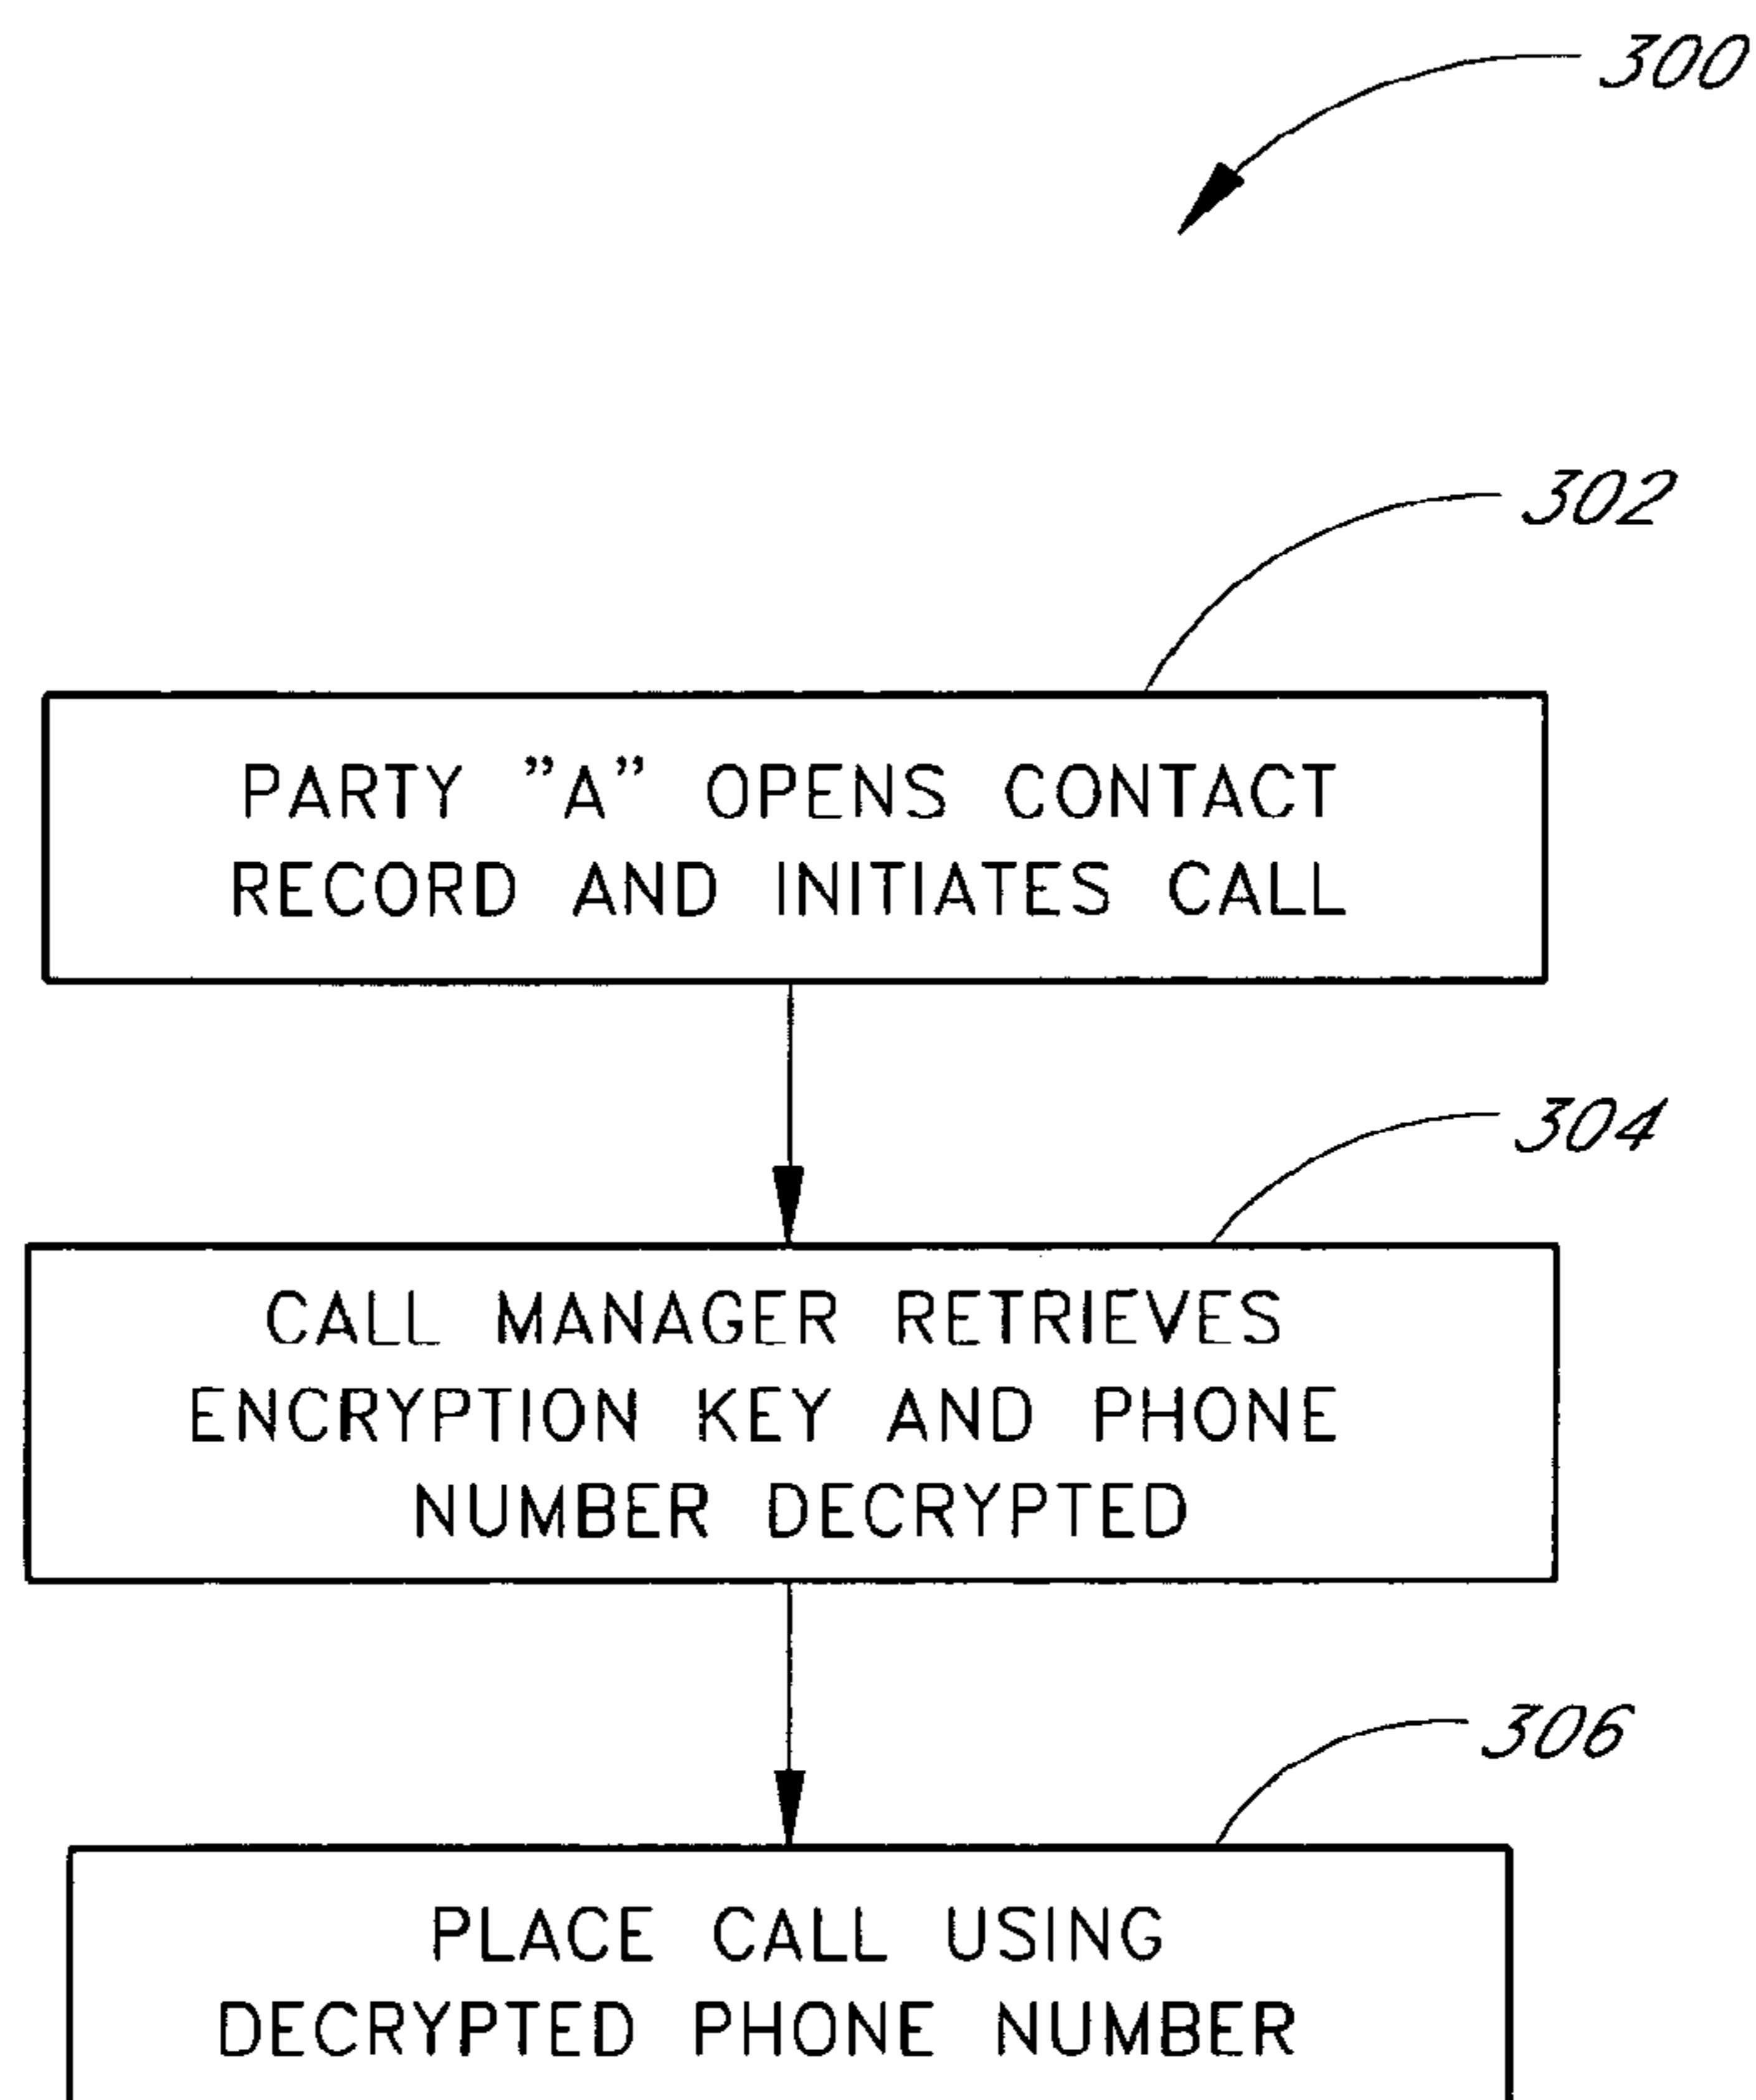 300
302
PARTY ”A” OPENS CONTACT
RECORD AND INITIATES CALL
304
CALL MANAGER RETRIEVES
ENCRYPTION KEY AND PHONE
NUMBER DECRYPTED
306
PLACE CALL USING
DECRYPTED PHONE NUMBER